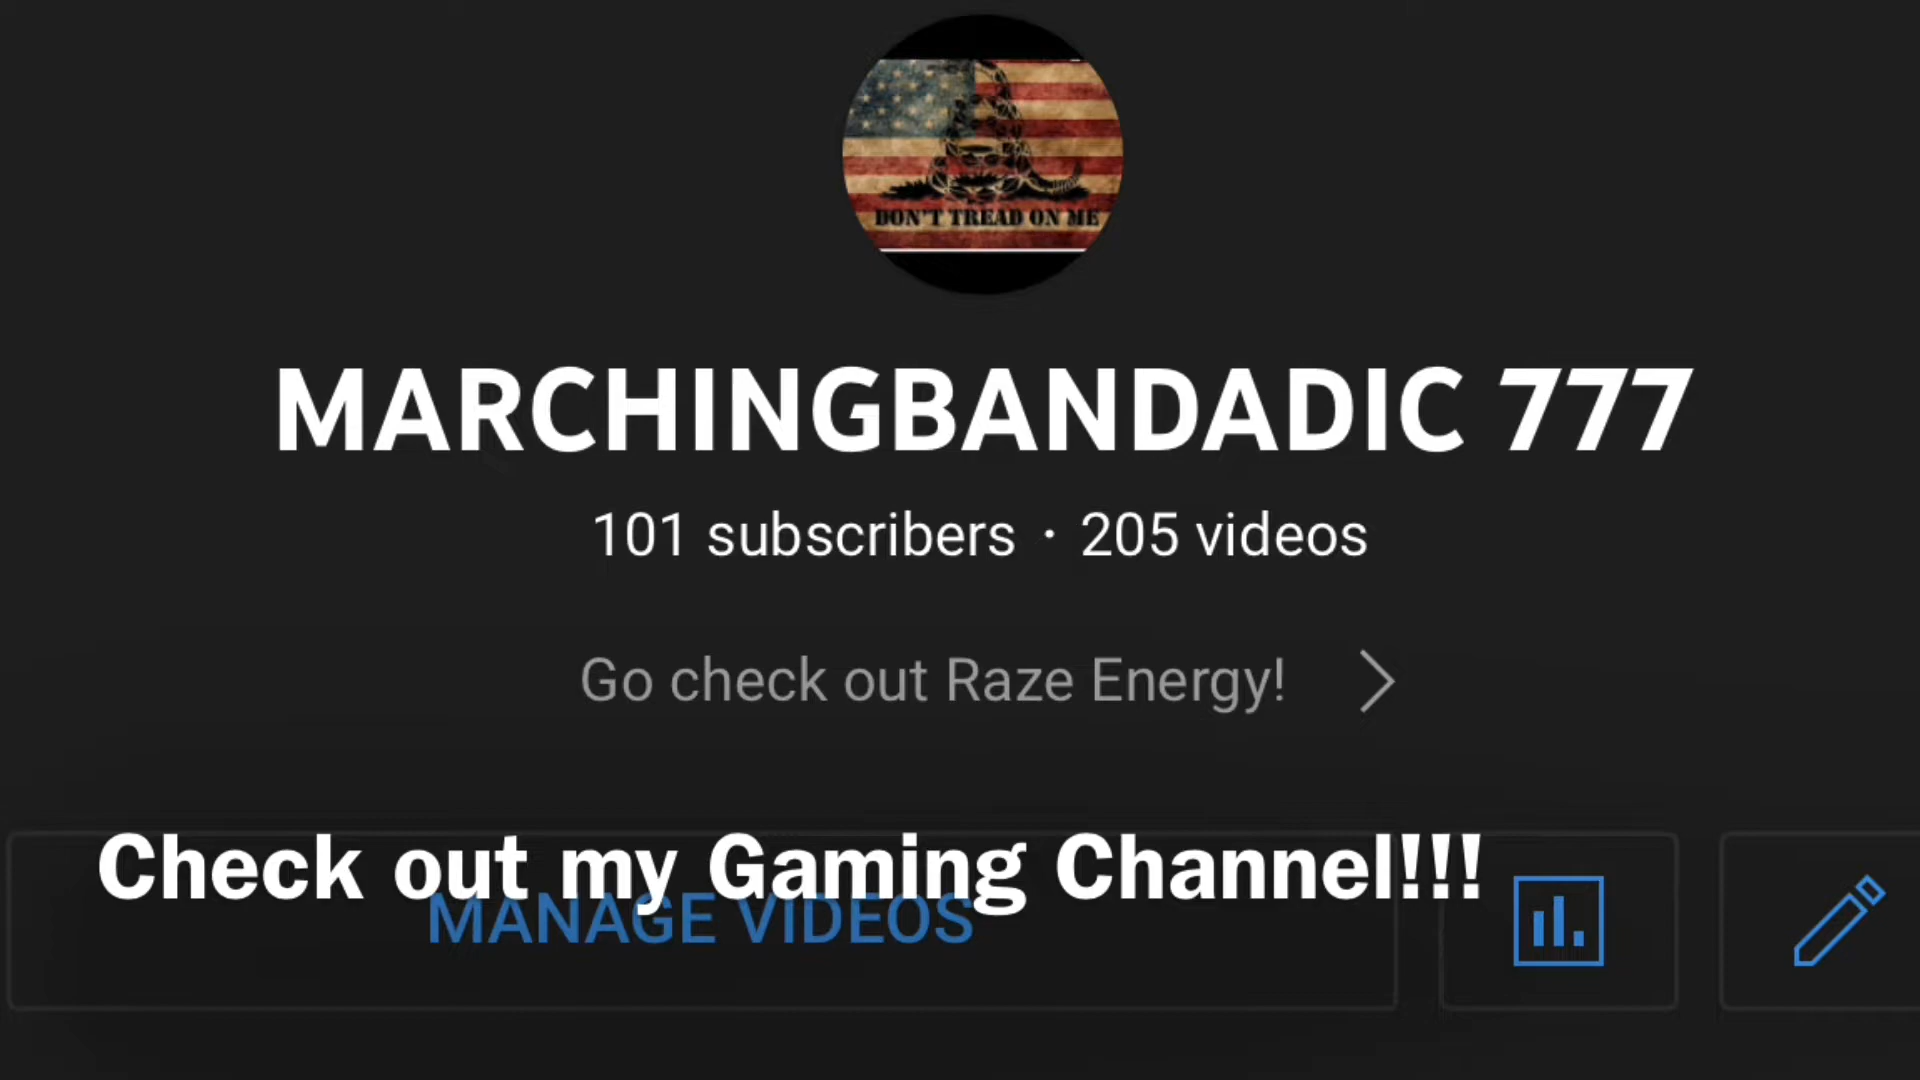 DON'T TREAD ON ME
MARCHINGBANDADIC 777
101 subscribers · 205 videos
Go check out Raze Energy!
Check out my Gaming Channel!!!
MANAGE VIDEOS